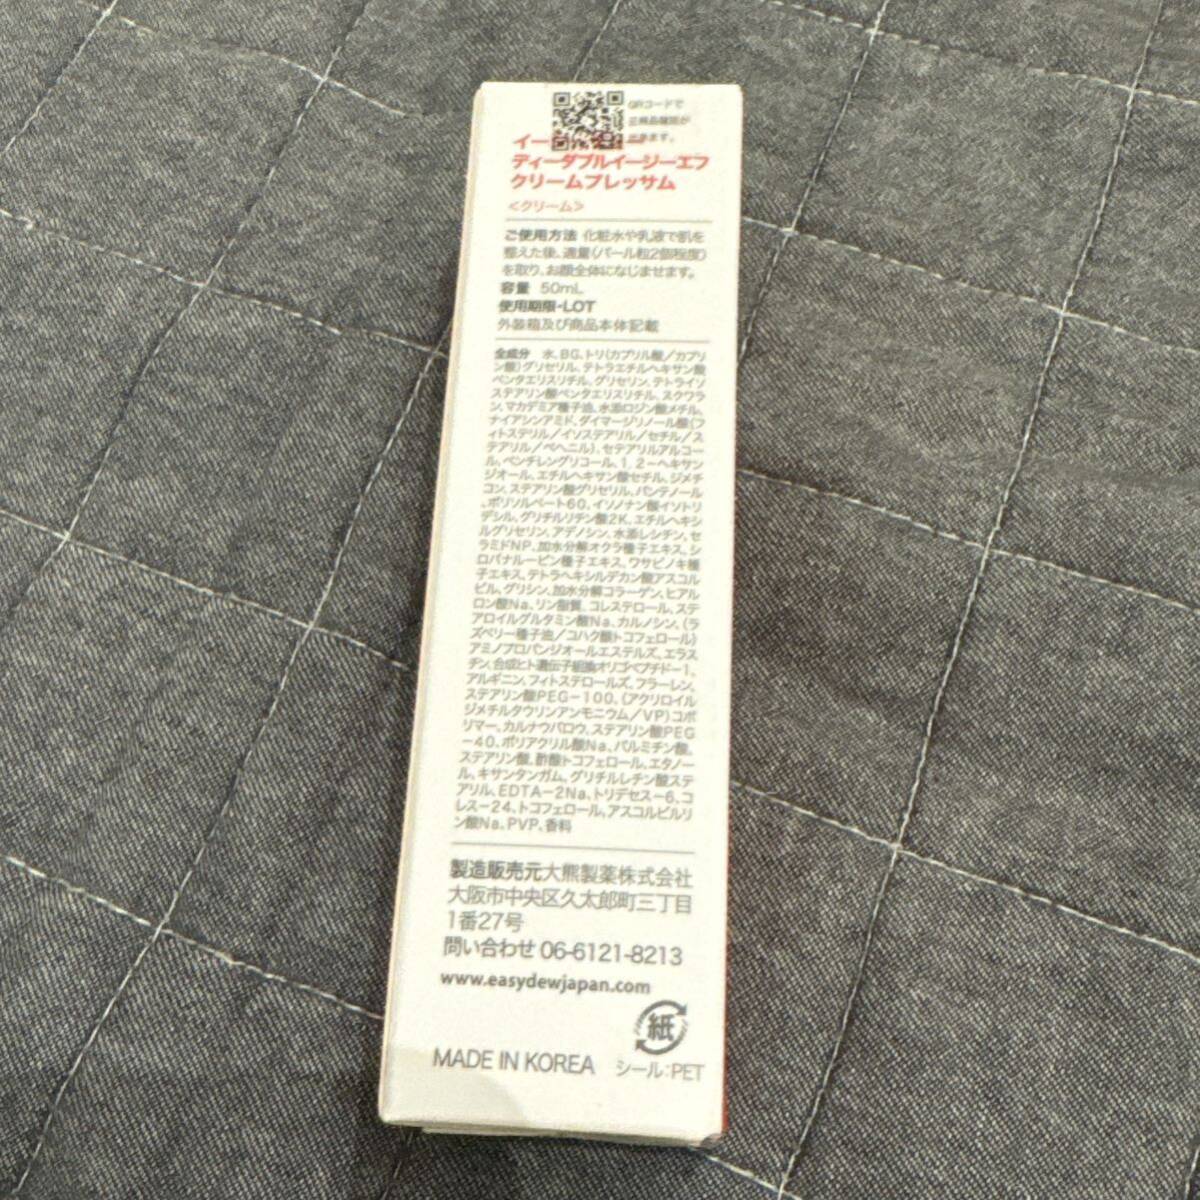 QRコードで
正規品確認が
出来ます。
イー
ディーダブルイージーエフ
クリームプレッサム
<クリーム>
ご使用方法 化粧水や乳液で肌を
整えた後、適量(パール粒2個程度)
を取り、お顔全体になじませます。
容量 50mL
使用期限・LOT
外装箱及び商品本体記載
全成分 水、BG、トリ(カプリル酸/カプリ
ン酸)グリセリル、テトラエチルヘキサン酸
ペンタエリスリチル、グリセリン、テトライソ
ステアリン酸ペンタエリスリチル、スクワラ
ン、マカデミア種子油、水添ロジン酸メチル、
ナイアシンアミド、ダイマージリノール酸(フ
ィトステリル/イソステアリル/セチル/ス
テアリル/ベヘニル)、セテアリルアルコー
ル、ペンチレングリコール、1,2-ヘキサン
ジオール、エチルヘキサン酸セチル、ジメチ
コン、ステアリン酸グリセリル、パンテノール
、ポリソルベート60、イソノナン酸イソトリ
デシル、グリチルリチン酸2K、エチルヘキシ
ルグリセリン、アデノシン、水添レシチン、セ
ラミドNP、加水分解オクラ種子エキス、シ
ロバナルーピン種子エキス、ワサビノキ種
子エキス、テトラヘキシルデカン酸アスコル
ビル、グリシン、加水分解コラーゲン、ヒアル
ロン酸Na、リン脂質、コレステロール、ステ
アロイルグルタミン酸Na、カルノシン、(ラ
ズベリー種子油/コハク酸トコフェロール)
アミノプロパンジオールエステルズ、エラス
チン、合成ヒト遺伝子組換オリゴペプチド-1、
アルギニン、フィトステロールズ、フラーレン、
ステアリン酸PEG-100、(アクリロイル
ジメチルタウリンアンモニウム/VP)コポ
リマー、カルナウバロウ、ステアリン酸PEG
-40、ポリアクリル酸Na、パルミチン酸、
ステアリン酸、酢酸トコフェロール、エタノー
ル、キサンタンガム、グリチルレチン酸ステ
アリル、EDTA-2Na、トリデセス-6、コ
レス-24、トコフェロール、アスコルビルリ
ン酸Na、PVP、香料
製造販売元大熊製薬株式会社
大阪市中央区久太郎町三丁目
1番27号
問い合わせ 06-6121-8213
www.easydewjapan.com
紙
MADE IN KOREA シール:PET